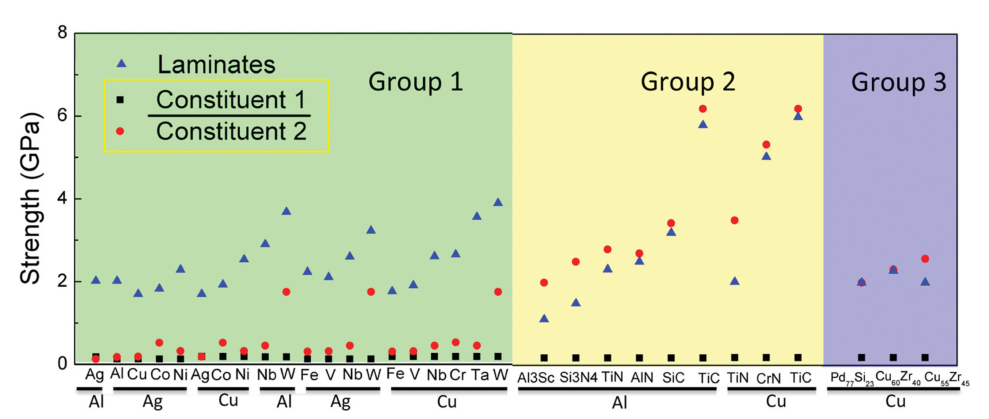 8
6
4
2
0
Strength (GPa)
Laminates
Constituent 1
Constituent 2
Group 1
Group 2
Group 3
Ag Al Cu Co Ni Ag Co Ni Nb W Fe V Nb W Fe V Nb Cr Ta W Al3Sc Si3N4 TiN AlN SiC TiC TiN CrN TiC Pd77Si23 Cu60Zr40 Cu55Zr45
Al Ag Cu Al Ag Cu Al Cu Cu